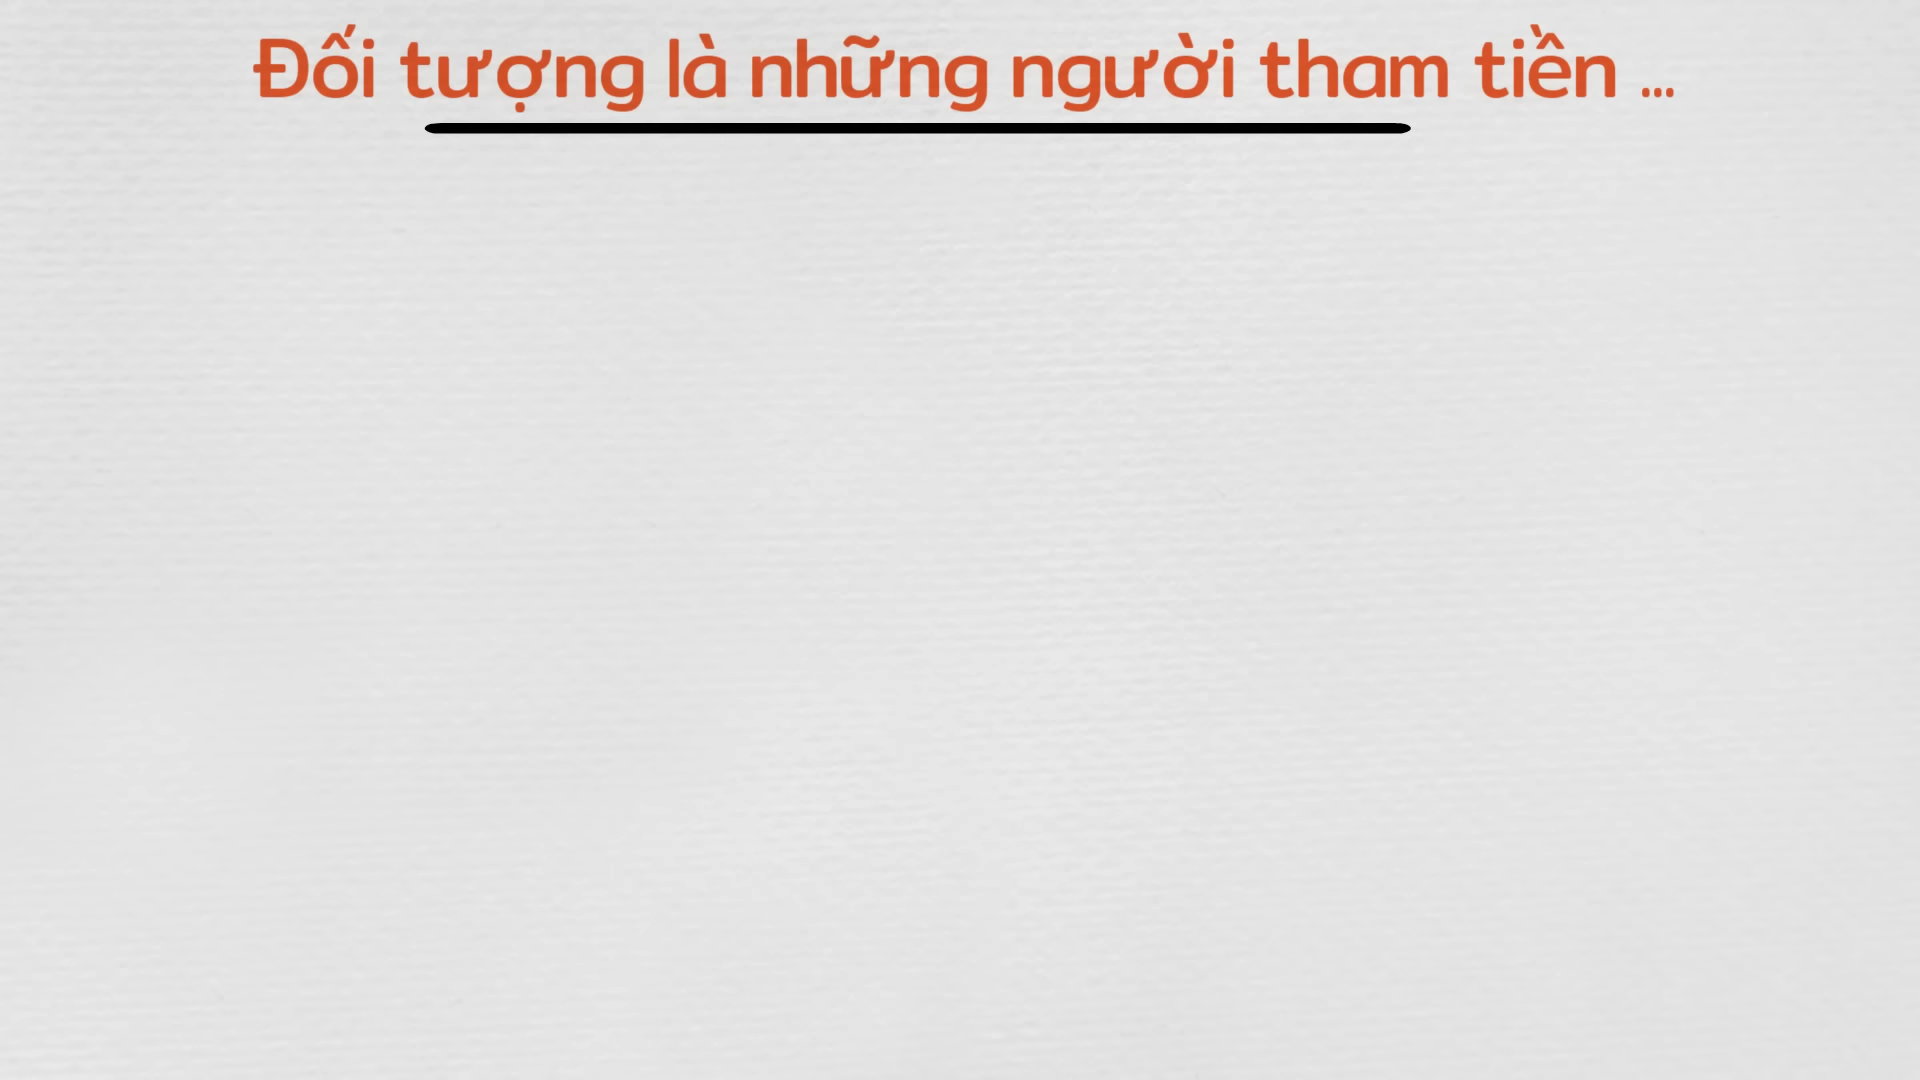 Đối tượng là những người tham tiền ...